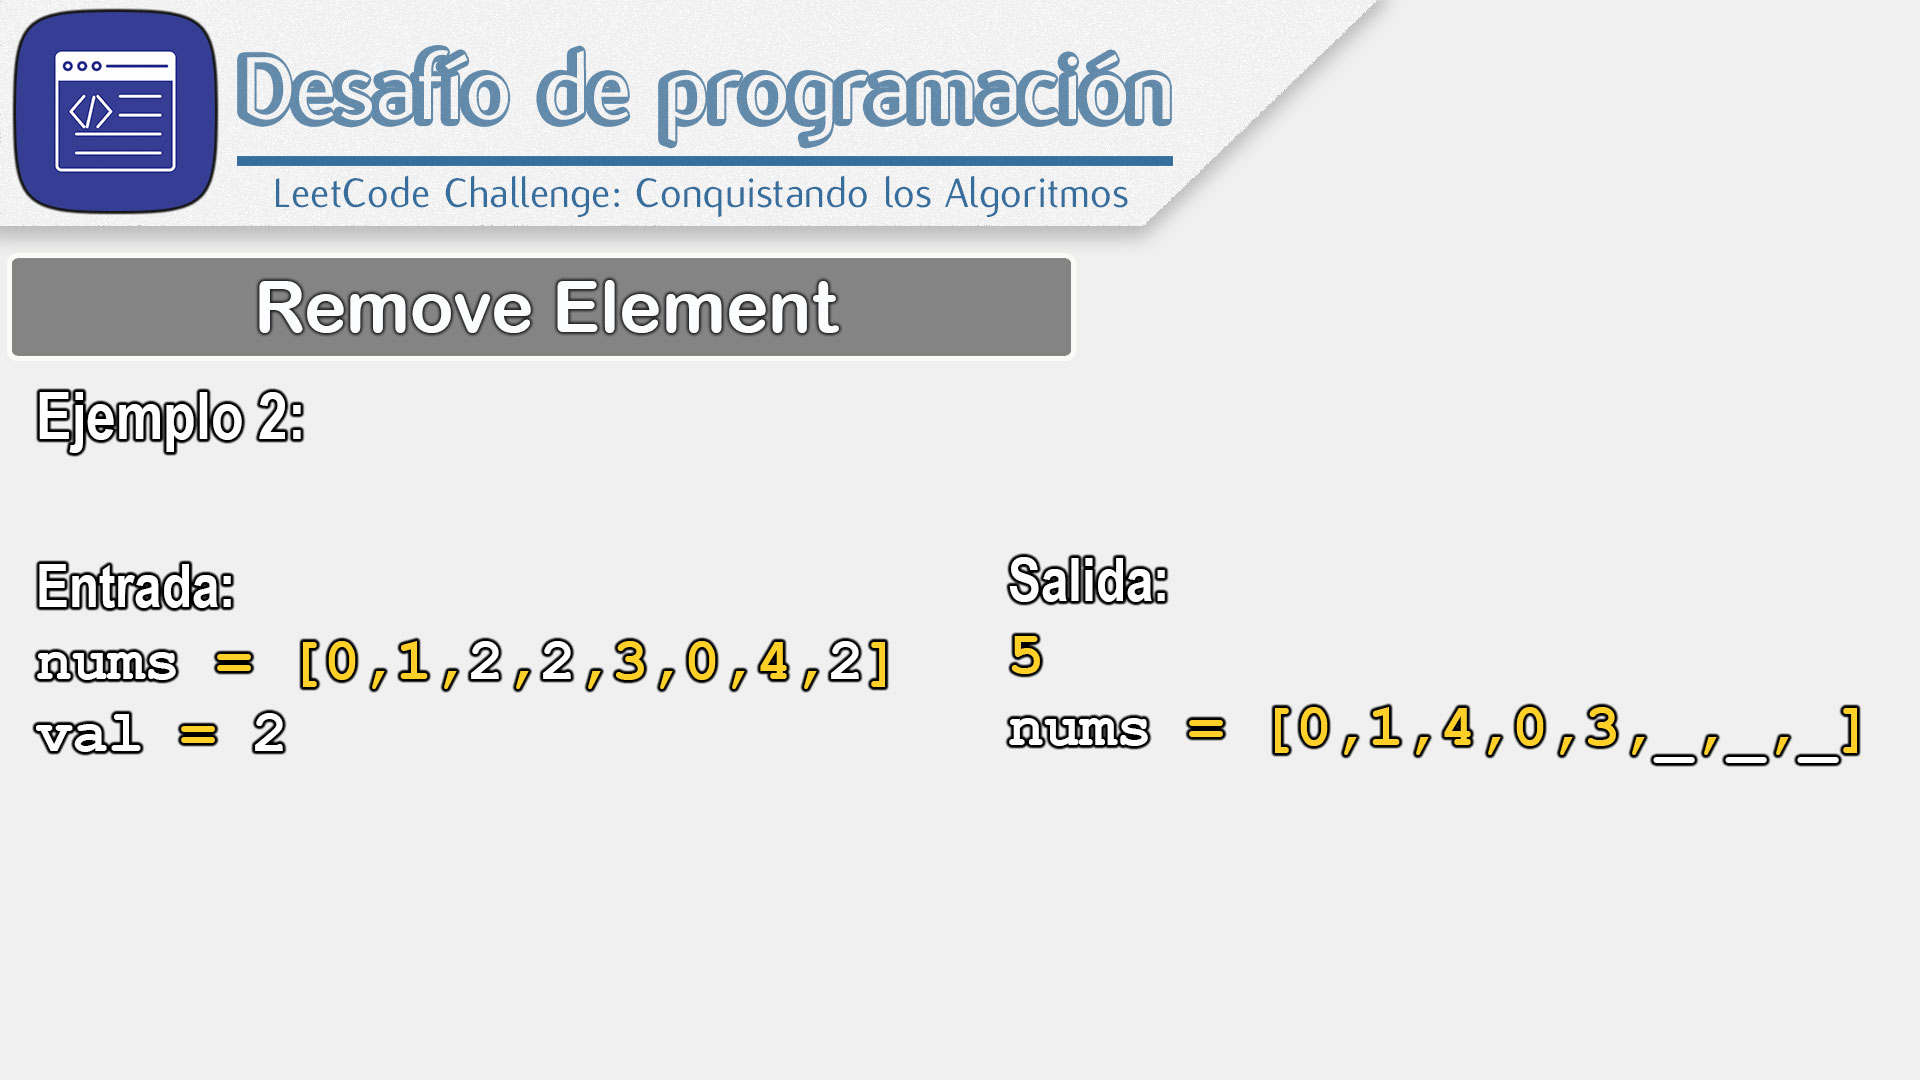 Desafío de programación
LeetCode Challenge: Conquistando los Algoritmos
Remove Element
Ejemplo 2:
Entrada:
nums = [0,1,2,2,3,0,4,2]
val = 2
Salida:
5
nums = [0,1,4,0,3,_,_,_]